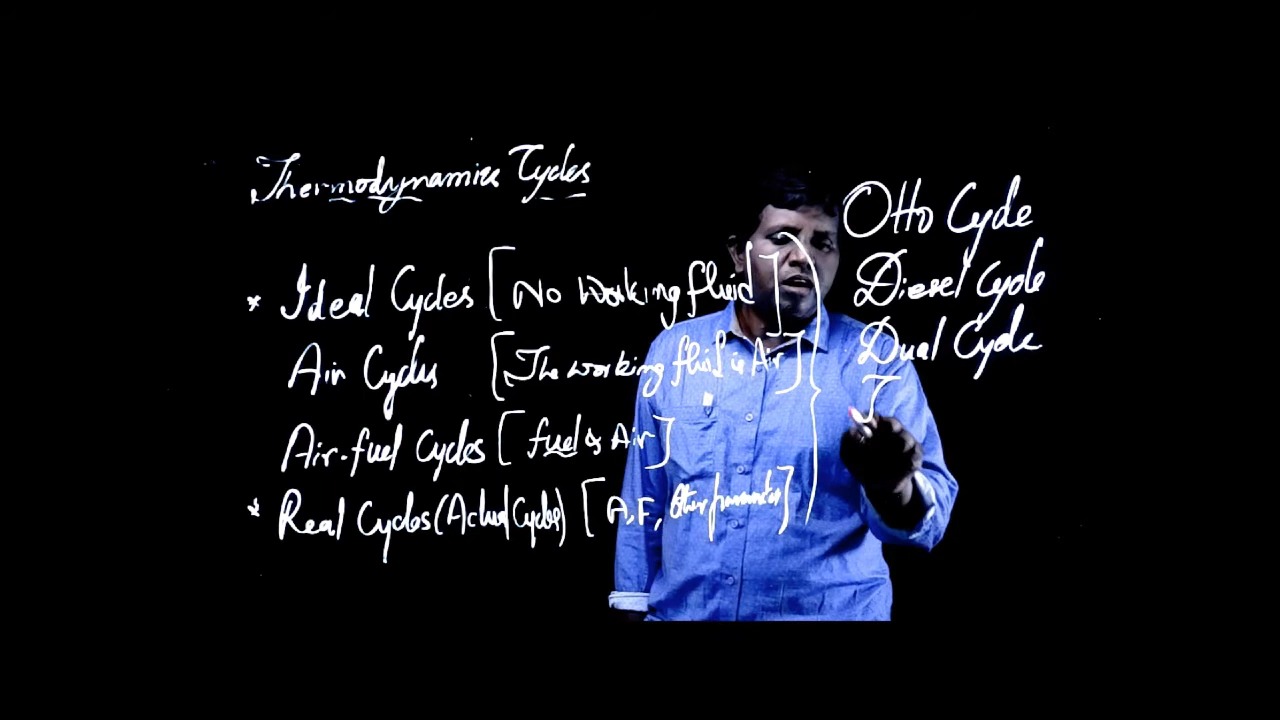 Thermodynamics Cycles
* Ideal Cycles [No working fluid]
Air Cycles [The working fluid is Air]
Air-fuel Cycles [fuel & Air]
* Real Cycles (Actual Cycles) [A, F, Other parameter]
Otto Cycle
Diesel Cycle
Dual Cycle
J